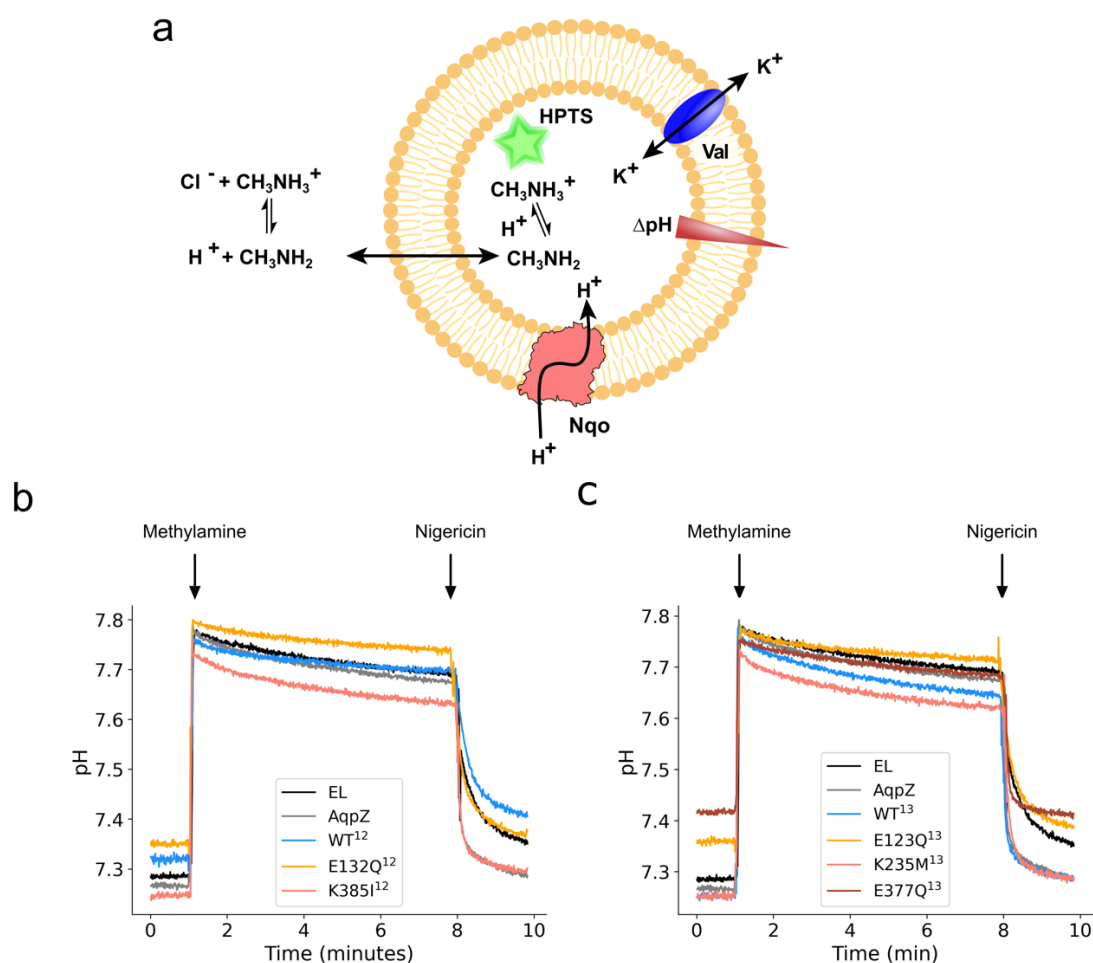 a
K⁺
HPTS
K⁺
Val
Cl ⁻ + CH₃NH₃⁺
CH₃NH₃⁺
H⁺
ΔpH
H ⁺ + CH₃NH₂
CH₃NH₂
H⁺
Nqo
H⁺
b
Methylamine
Nigericin
pH
7.8
7.7
7.6
7.5
7.4
7.3
EL
AqpZ
WT¹²
E132Q¹²
K385I¹²
0
2
4
6
8
10
Time (minutes)
c
Methylamine
Nigericin
pH
7.8
7.7
7.6
7.5
7.4
7.3
EL
AqpZ
WT¹³
E123Q¹³
K235M¹³
E377Q¹³
0
2
4
6
8
10
Time (min)